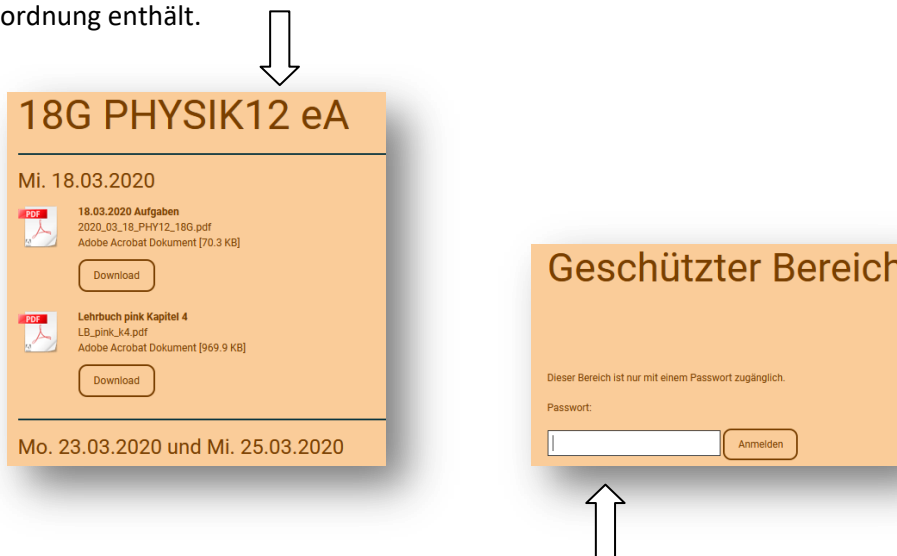 ordnung enthält.
18G PHYSIK12 eA
Mi. 18.03.2020
PDF
18.03.2020 Aufgaben
2020_03_18_PHY12_18G.pdf
Adobe Acrobat Dokument [70.3 KB]
Download
PDF
Lehrbuch pink Kapitel 4
LB_pink_k4.pdf
Adobe Acrobat Dokument [969.9 KB]
Download
Mo. 23.03.2020 und Mi. 25.03.2020
Geschützter Bereich
Dieser Bereich ist nur mit einem Passwort zugänglich.
Passwort:
Anmelden